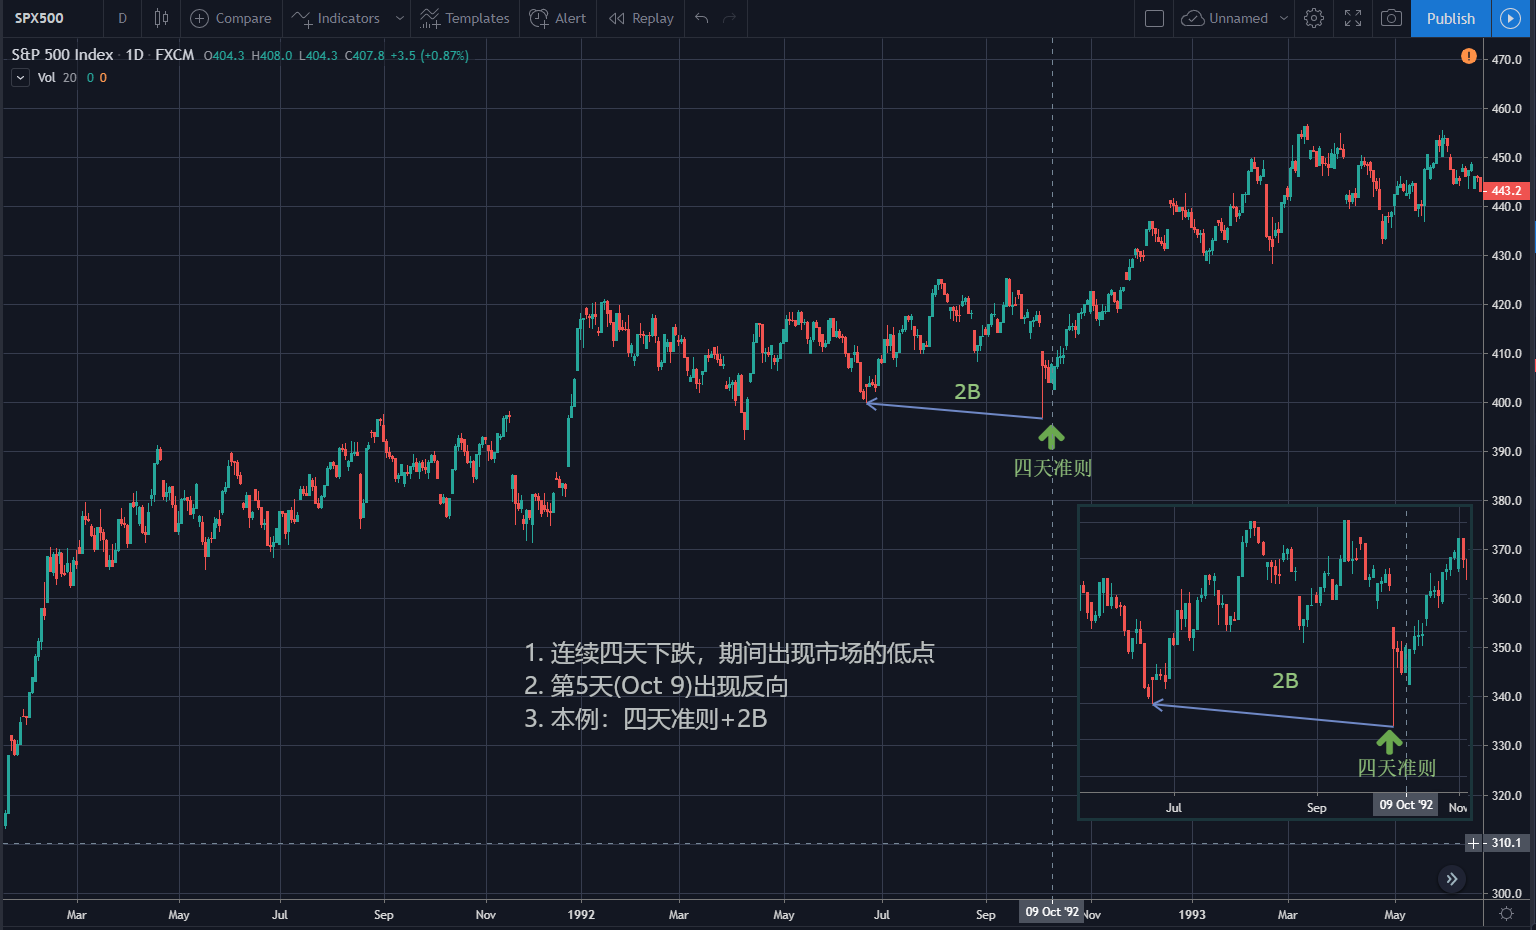 SPX500 D Compare Indicators Templates Alert Replay Unnamed Publish
S&P 500 Index · 1D · FXCM O404.3 H408.0 L404.3 C407.8 +3.5 (+0.87%)
Vol 20 0 0
470.0
460.0
450.0
443.2
440.0
430.0
420.0
410.0
400.0
390.0
380.0
370.0
360.0
350.0
340.0
330.0
320.0
310.1
300.0
2B
四天准则
1. 连续四天下跌，期间出现市场的低点
2. 第5天(Oct 9)出现反向
3. 本例：四天准则+2B
2B
四天准则
Jul Sep 09 Oct '92 Nov
Mar May Jul Sep Nov 1992 Mar May Jul Sep 09 Oct '92 Nov 1993 Mar May